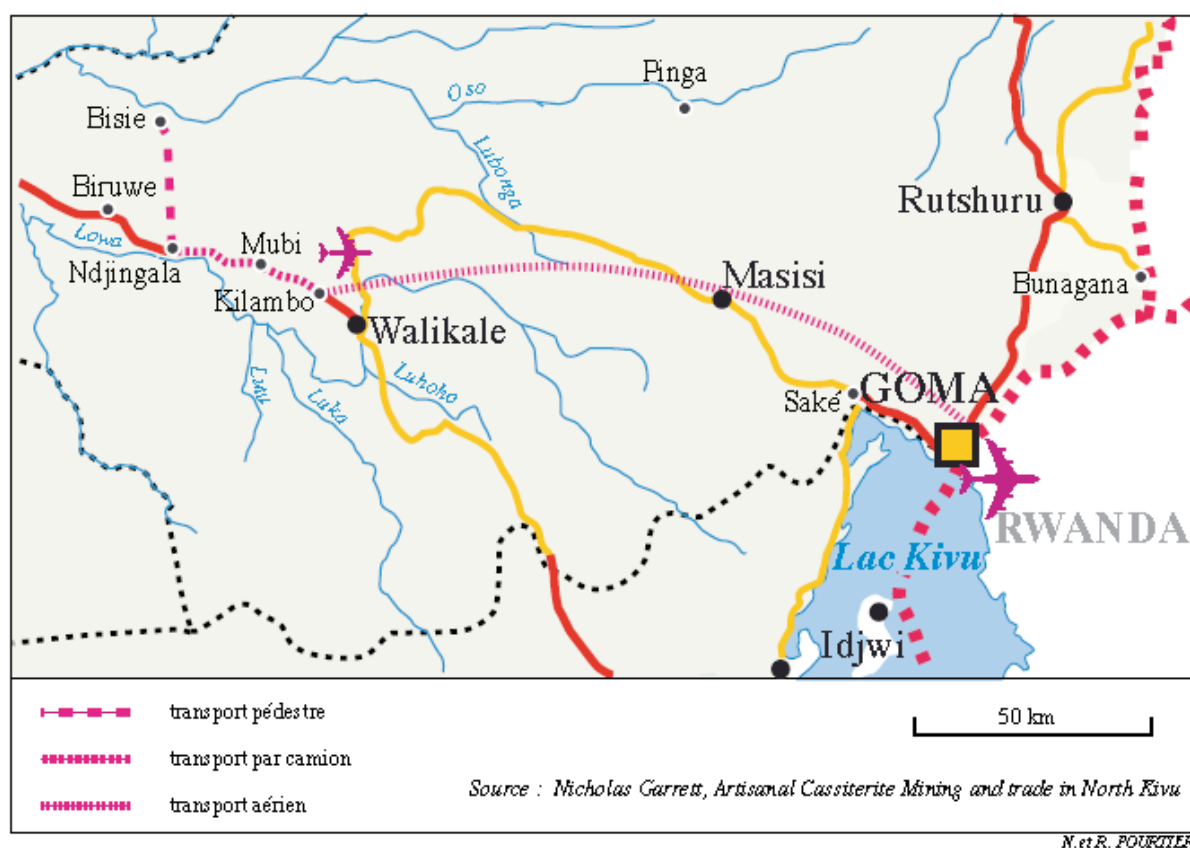 Pinga
Oso
Bisie
Lubonga
Biruwe
Rutshuru
Lowa
Mubi
Ndjingala
Masisi
Bunagana
Kilambo
Walikale
Luhoho
Saké
GOMA
Lutu
Luka
RWANDA
Lac Kivu
Idjwi
transport pédestre
50 km
transport par camion
Source : Nicholas Garrett, Artisanal Cassiterite Mining and trade in North Kivu
transport aérien
N. et R. POURTIER